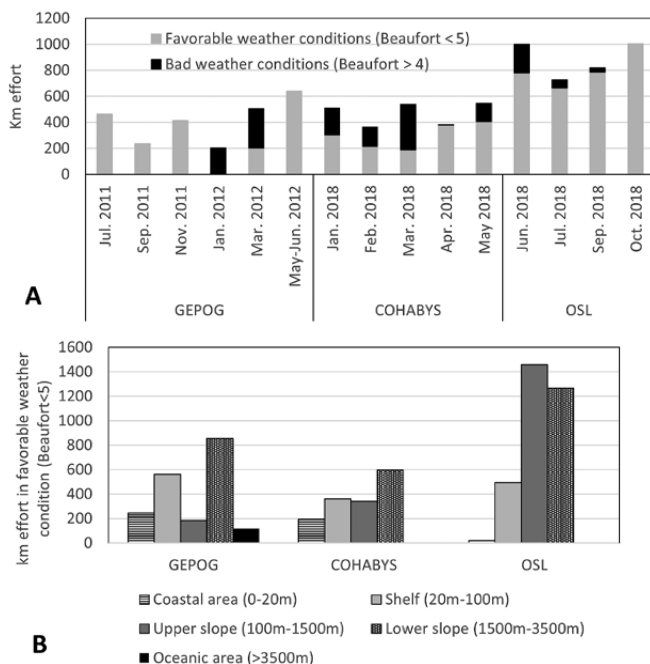 1200
1000
800
600
400
200
0
Km effort
Favorable weather conditions (Beaufort < 5)
Bad weather conditions (Beaufort > 4)
Jul. 2011
Sep. 2011
Nov. 2011
Jan. 2012
Mar. 2012
May-Jun. 2012
Jan. 2018
Feb. 2018
Mar. 2018
Apr. 2018
May 2018
Jun. 2018
Jul. 2018
Sep. 2018
Oct. 2018
A
GEPOG COHABYS OSL
1600
1400
1200
1000
800
600
400
200
0
km effort in favorable weather
condition (Beaufort<5)
GEPOG COHABYS OSL
Coastal area (0-20m) Shelf (20m-100m)
Upper slope (100m-1500m) Lower slope (1500m-3500m)
Oceanic area (>3500m)
B